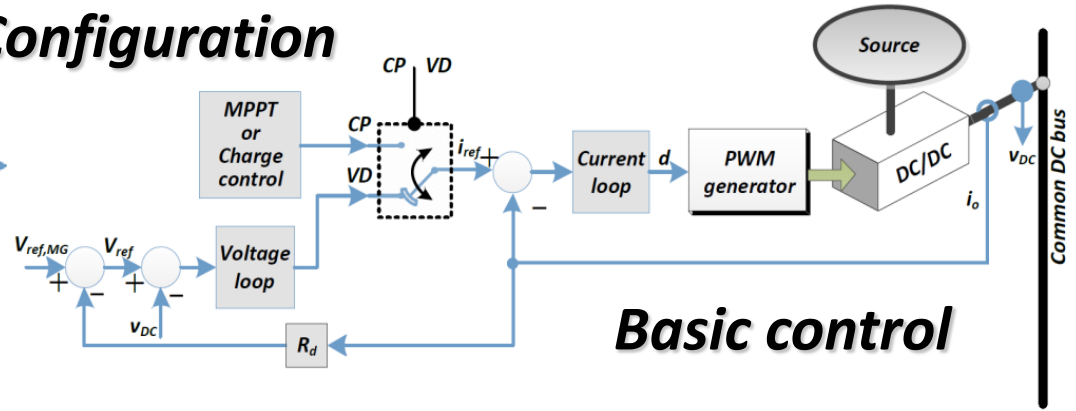 Configuration
CP VD
Source
MPPT
or
Charge
control
CP
VD
iref
+
−
Current
loop
d
PWM
generator
DC/DC
vDC
io
Common DC bus
Vref,MG
+
−
Vref
+
−
vDC
Voltage
loop
Rd
Basic control